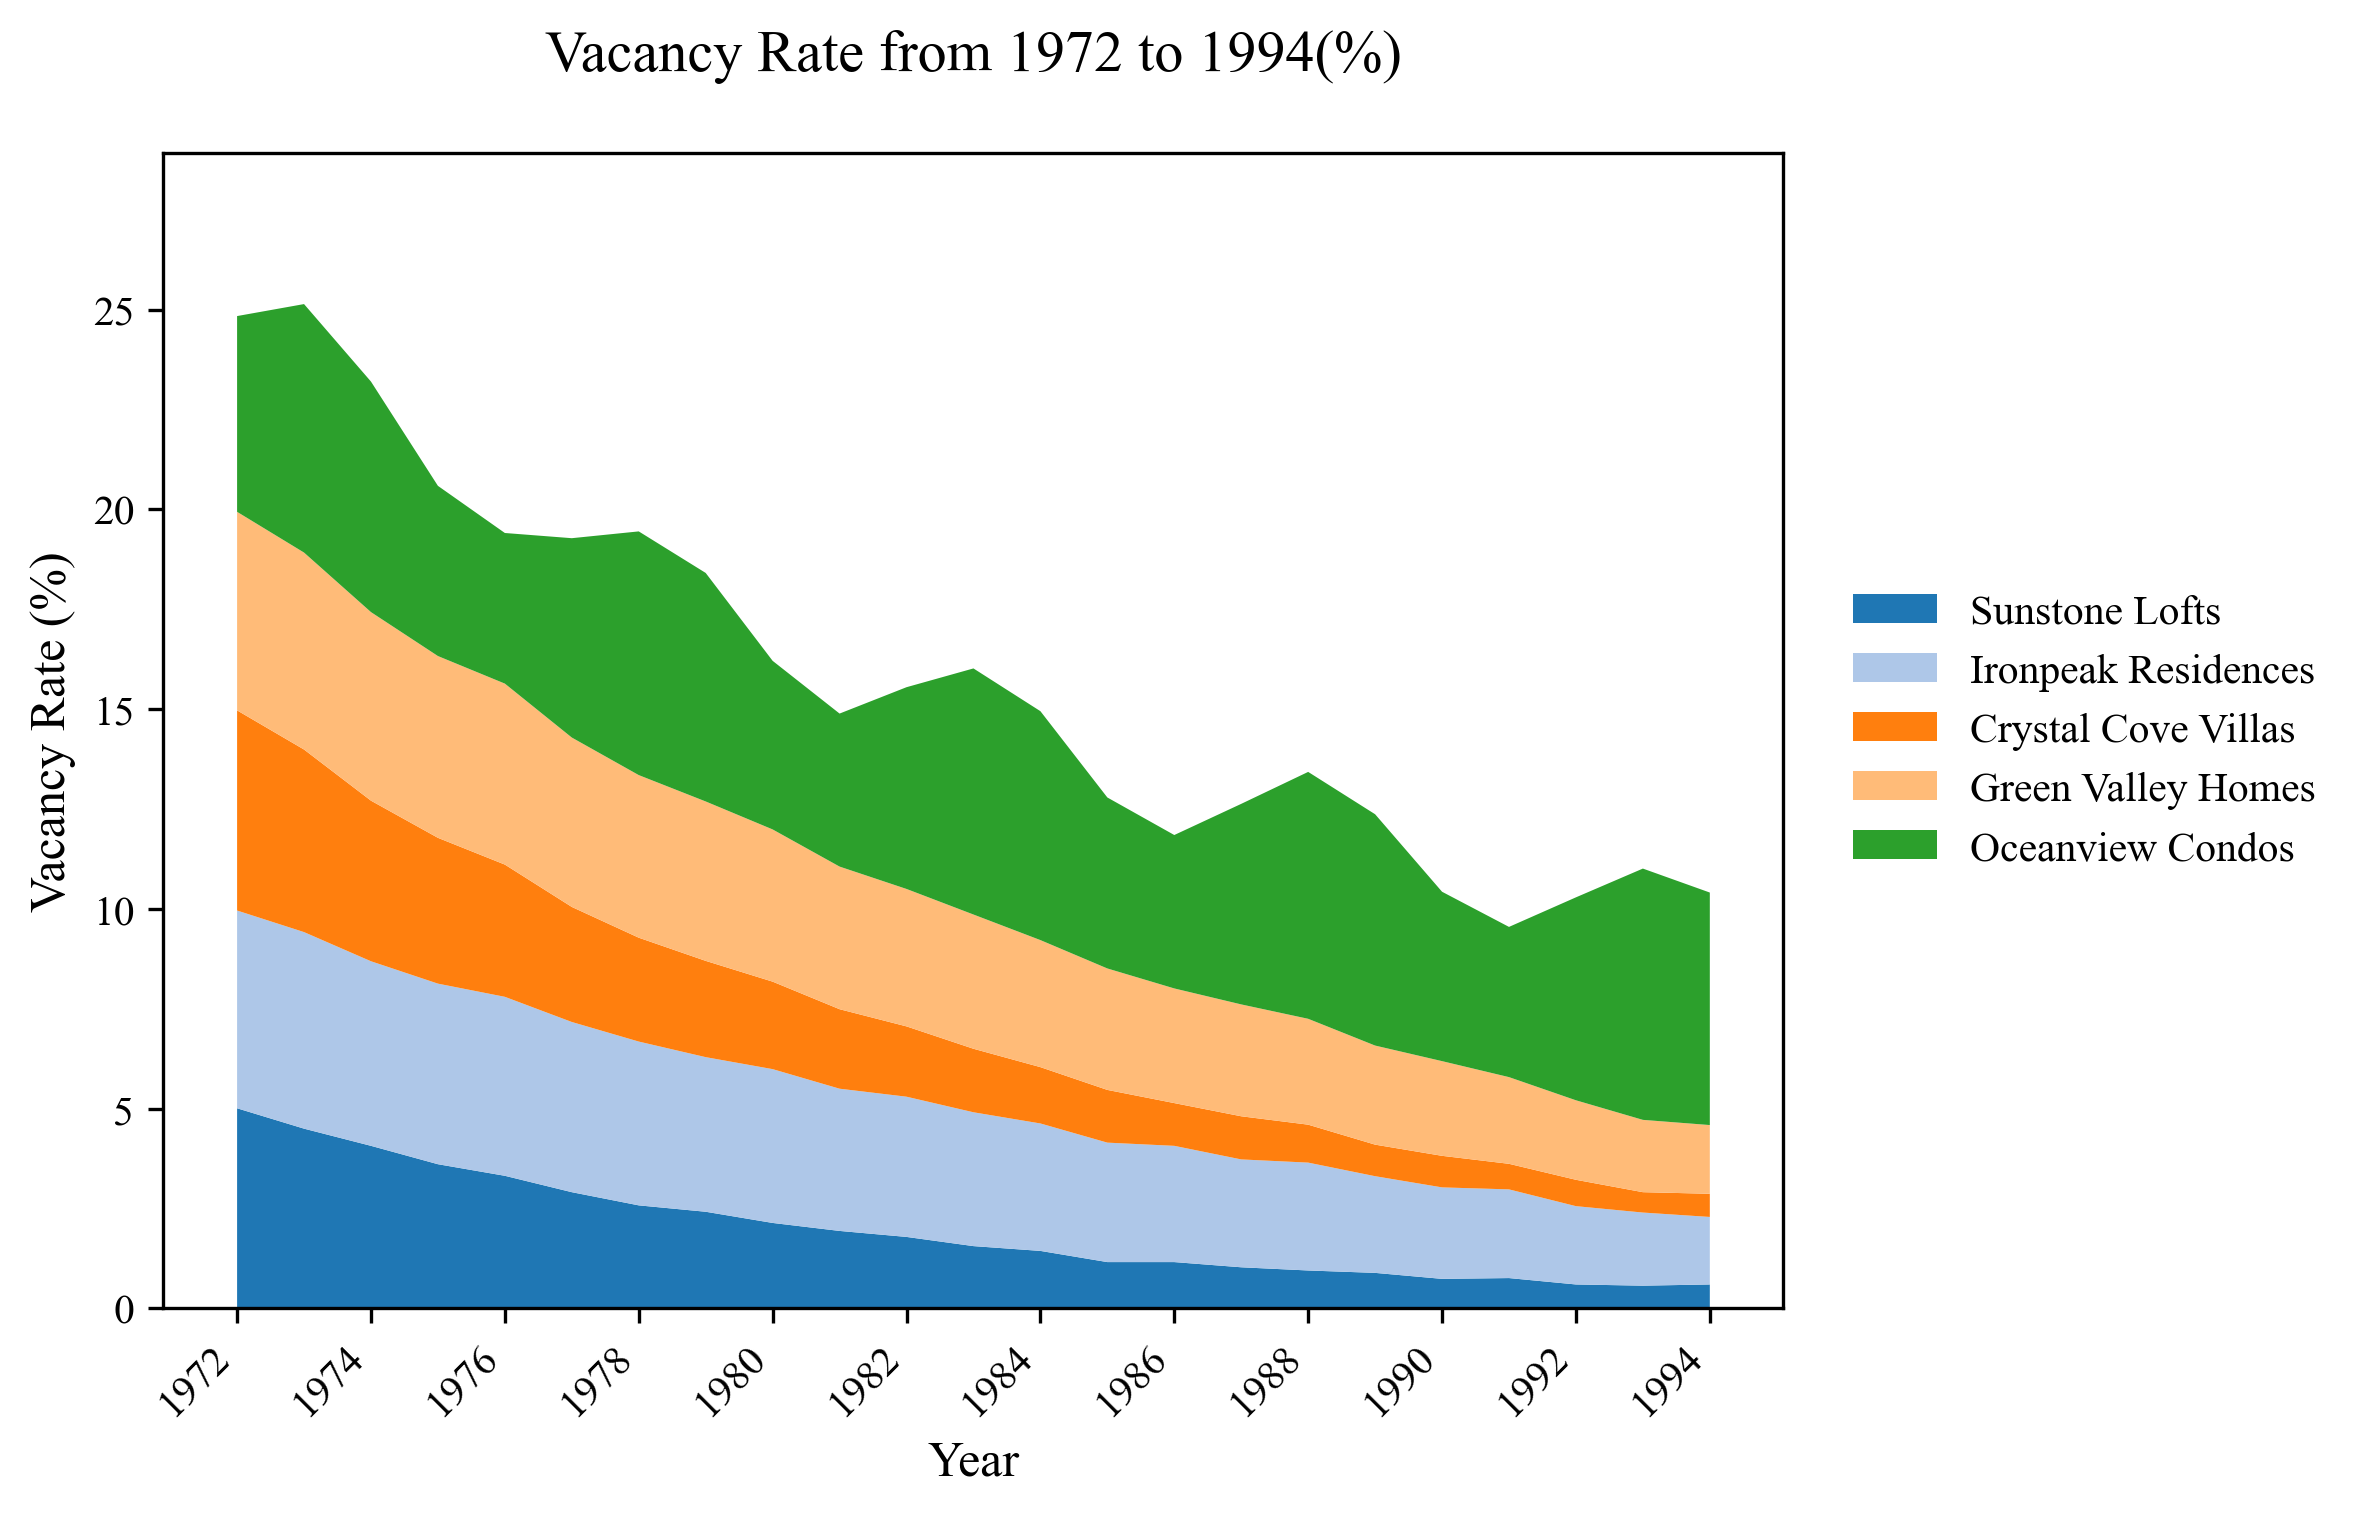 Vacancy Rate from 1972 to 1994(%)
Vacancy Rate (%)
25
20
15
10
5
0
1972
1974
1976
1978
1980
1982
1984
1986
1988
1990
1992
1994
Year
Sunstone Lofts
Ironpeak Residences
Crystal Cove Villas
Green Valley Homes
Oceanview Condos